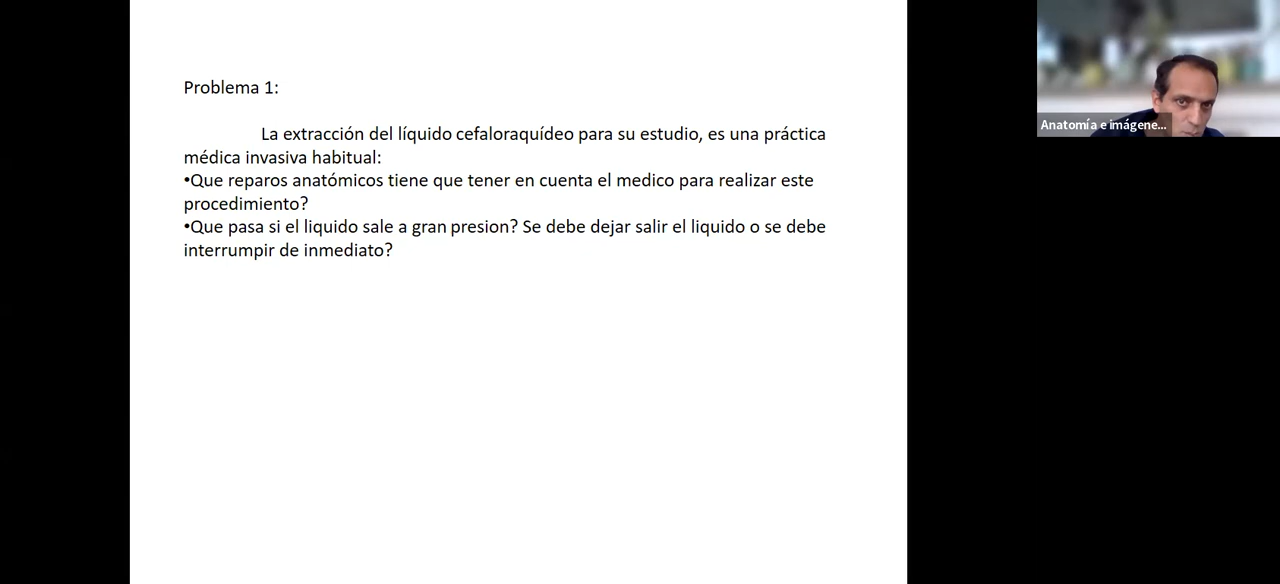 Problema 1:
La extracción del líquido cefaloraquídeo para su estudio, es una práctica
médica invasiva habitual:
•Que reparos anatómicos tiene que tener en cuenta el medico para realizar este
procedimiento?
•Que pasa si el liquido sale a gran presion? Se debe dejar salir el liquido o se debe
interrumpir de inmediato?
Anatomía e imágene...